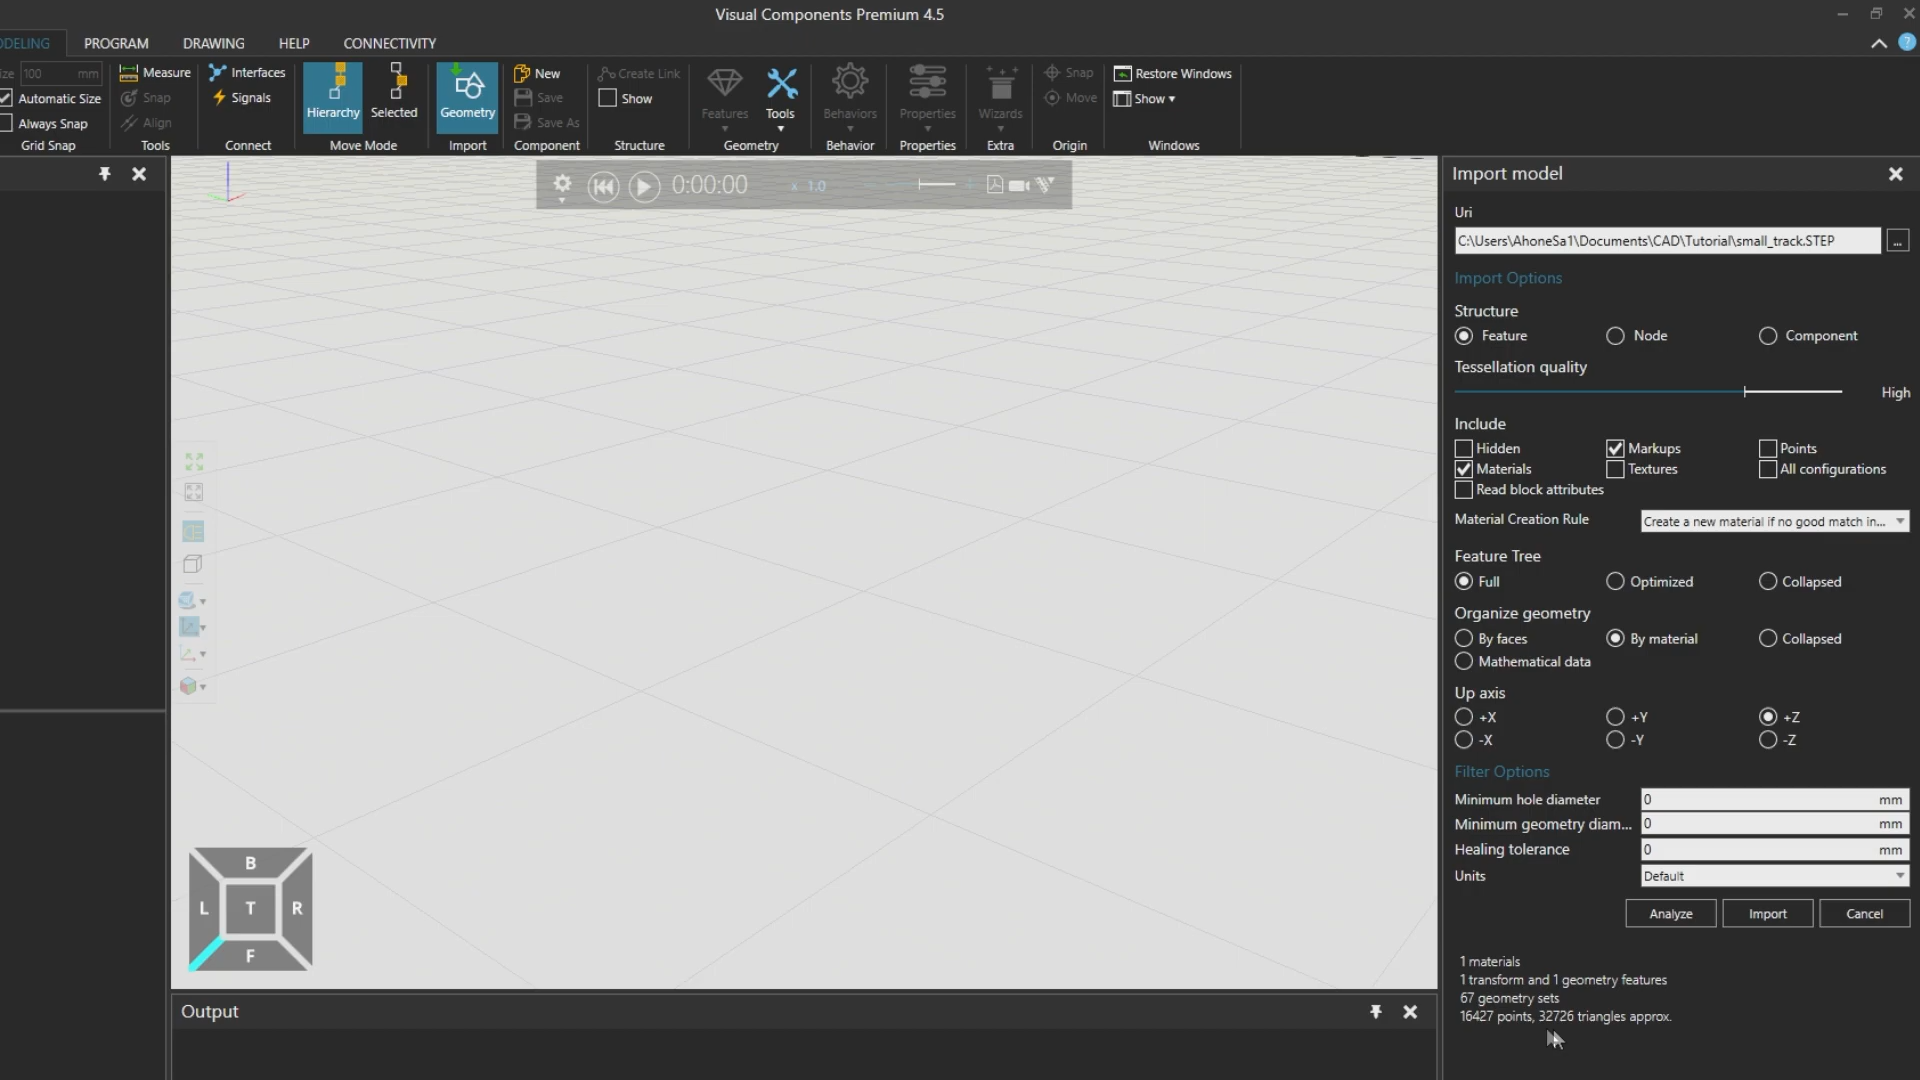 Visual Components Premium 4.5
PROGRAM
DRAWING
HELP
CONNECTIVITY
100 mm
Automatic Size
Always Snap
Grid Snap
Measure
Snap
Align
Tools
Interfaces
Signals
Connect
Hierarchy
Selected
Move Mode
Geometry
Import
New
Save
Save As
Component
Create Link
Show
Structure
Features
Tools
Geometry
Behaviors
Behavior
Properties
Properties
Wizards
Extra
Snap
Move
Origin
Restore Windows
Show
Windows
0:00:00
x 1.0
B
L T R
F
Output
Import model
Uri
C:\Users\AhoneSa1\Documents\CAD\Tutorial\small_track.STEP
...
Import Options
Structure
Feature Node Component
Tessellation quality
High
Include
Hidden Markups Points
Materials Textures All configurations
Read block attributes
Material Creation Rule Create a new material if no good match in...
Feature Tree
Full Optimized Collapsed
Organize geometry
By faces By material Collapsed
Mathematical data
Up axis
+X +Y +Z
-X -Y -Z
Filter Options
Minimum hole diameter 0 mm
Minimum geometry diam... 0 mm
Healing tolerance 0 mm
Units Default
Analyze Import Cancel
1 materials
1 transform and 1 geometry features
67 geometry sets
16427 points, 32726 triangles approx.